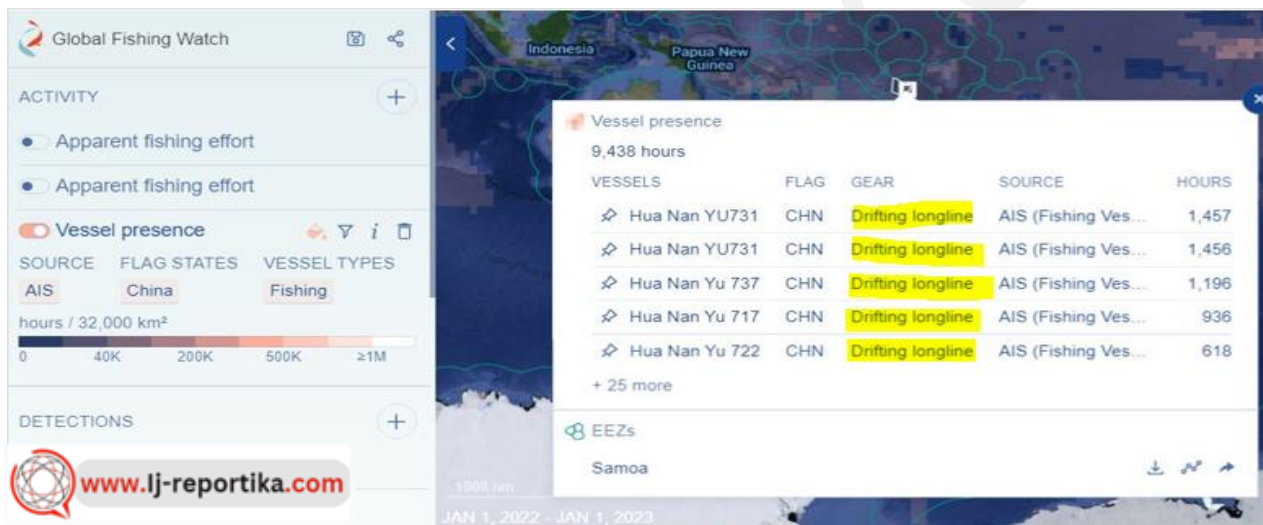 Global Fishing Watch
ACTIVITY
Apparent fishing effort
Apparent fishing effort
Vessel presence
SOURCE FLAG STATES VESSEL TYPES
AIS China Fishing
hours / 32,000 km²
0 40K 200K 500K ≥1M
DETECTIONS
www.lj-reportika.com
Indonesia
Papua New
Guinea
Vessel presence
9,438 hours
VESSELS FLAG GEAR SOURCE HOURS
Hua Nan YU731 CHN Drifting longline AIS (Fishing Ves... 1,457
Hua Nan YU731 CHN Drifting longline AIS (Fishing Ves... 1,456
Hua Nan Yu 737 CHN Drifting longline AIS (Fishing Ves... 1,196
Hua Nan Yu 717 CHN Drifting longline AIS (Fishing Ves... 936
Hua Nan Yu 722 CHN Drifting longline AIS (Fishing Ves... 618
+ 25 more
EEZs
Samoa
1000 nm
JAN 1, 2022 - JAN 1, 2023